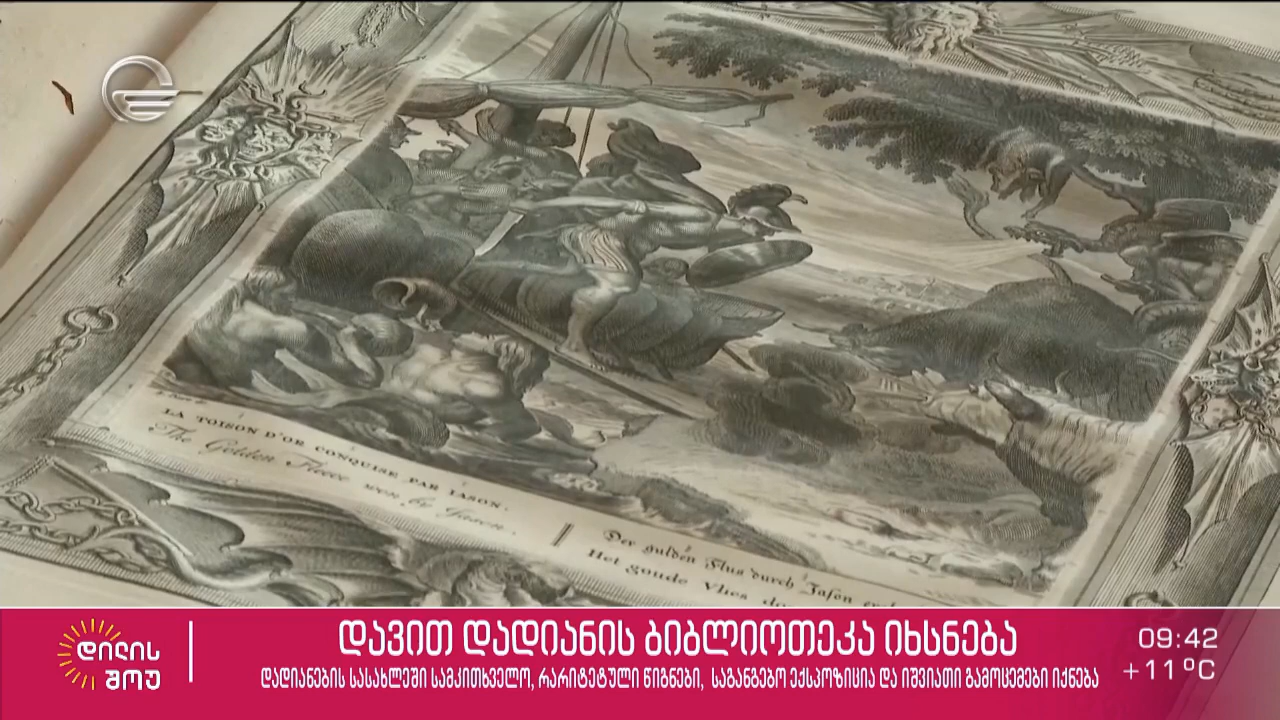 LA TOISON D'OR CONQUISE PAR JASON.
The Golden Fleece won by Jason.
Der gulden Flus durch Jason
Het goude Vlies
დილის შოუ
დავით დადიანის ბიბლიოთეკა იხსნება
დადიანების სასახლეში სამკითხველო, რარიტეტული წიგნები, საგანგებო ექსპოზიცია და იშვიათი გამოცემები იქნება
09:42
+11°C